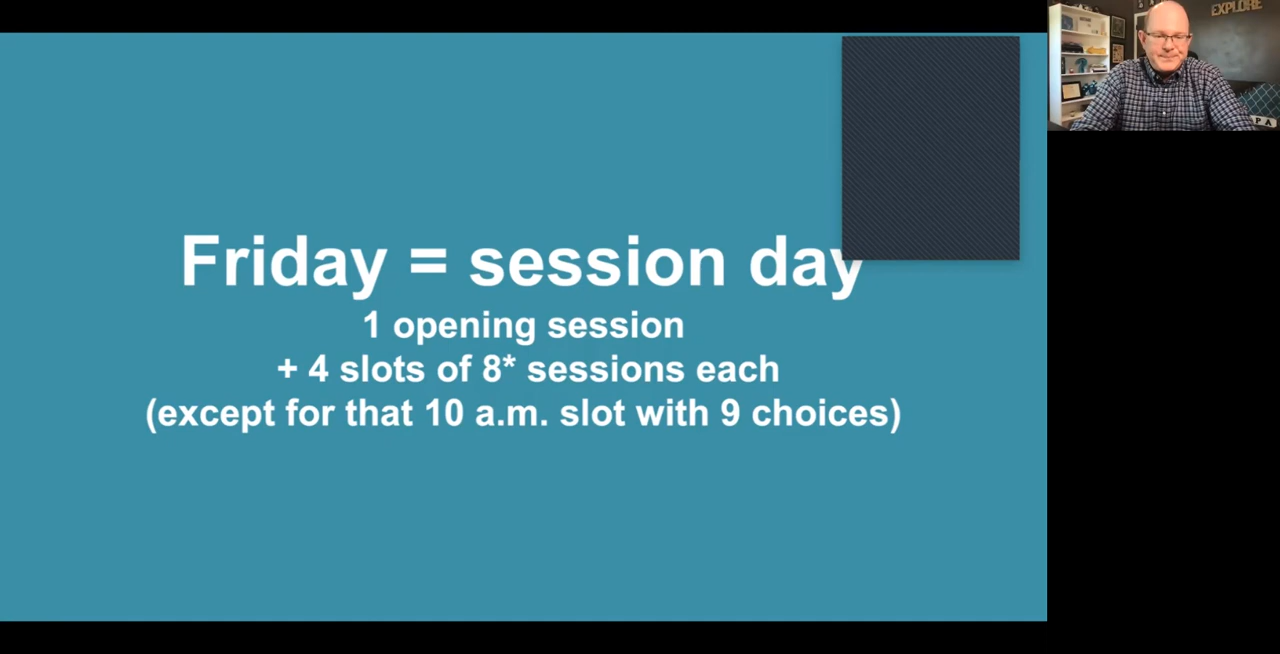 EXPLORE
Friday = session day
1 opening session
+ 4 slots of 8* sessions each
(except for that 10 a.m. slot with 9 choices)
P A